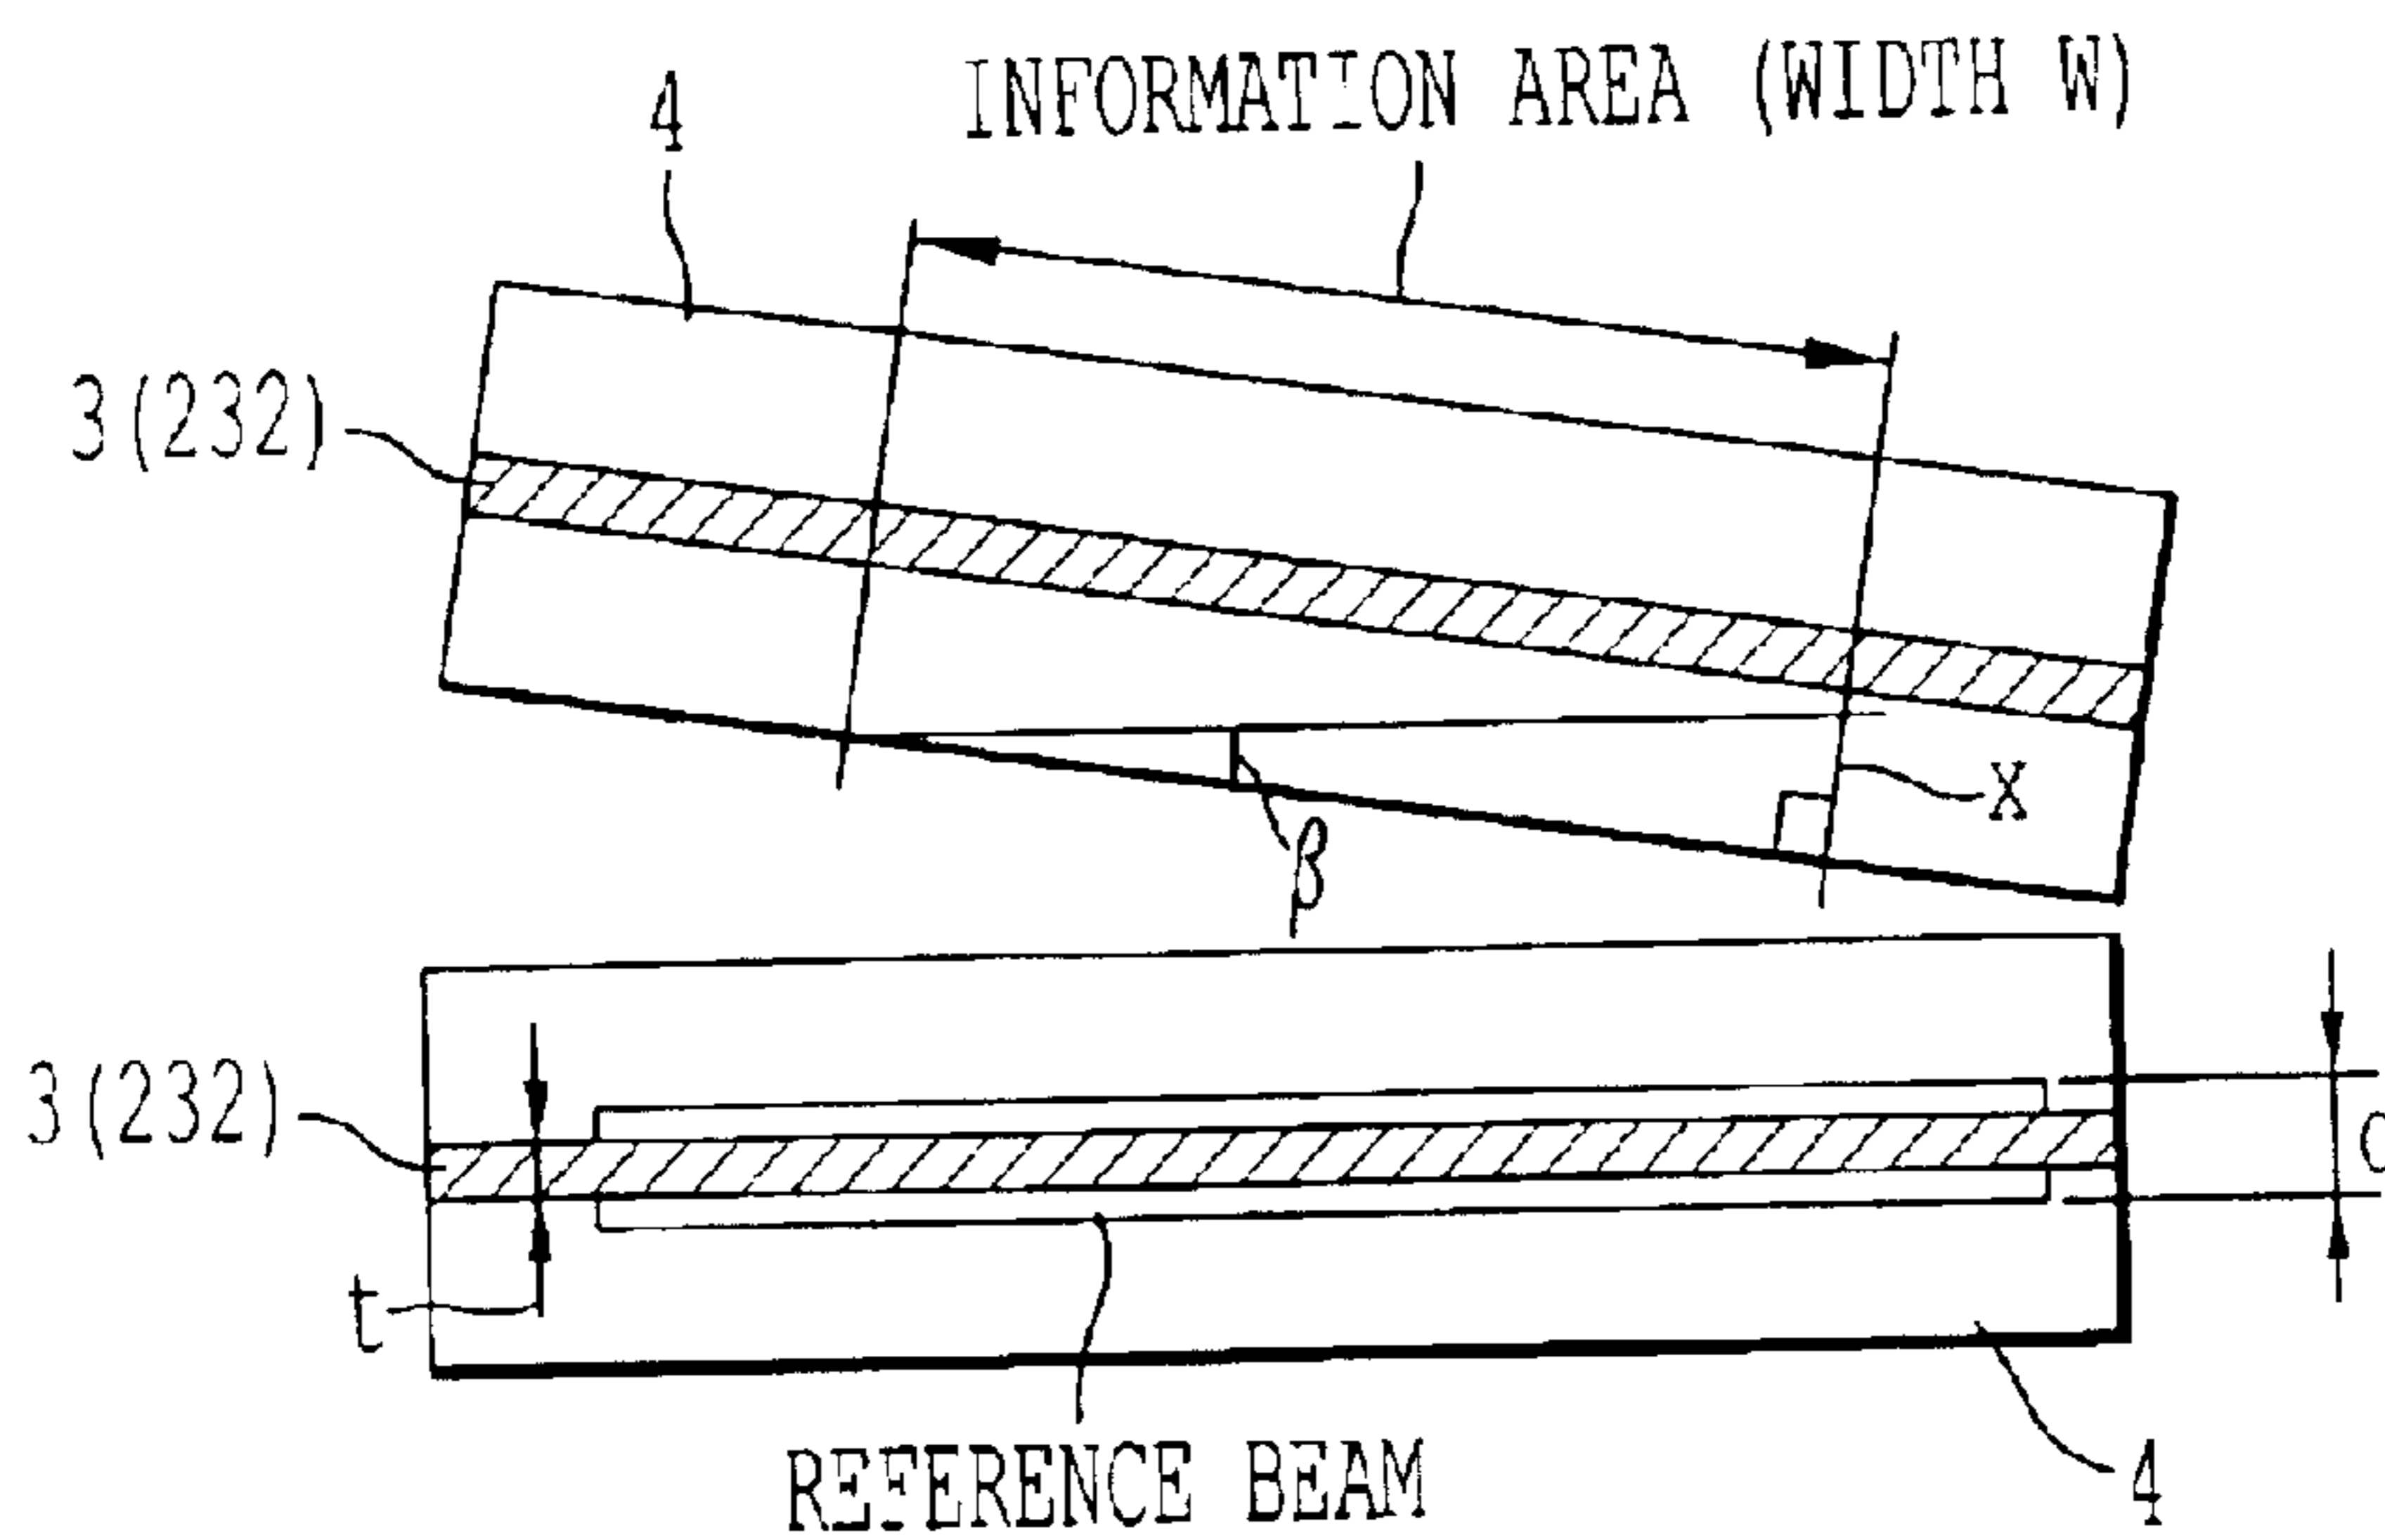 4
INFORMATION AREA (WIDTH W)
3(232)
X
β
3(232)
t
REFERENCE BEAM
4